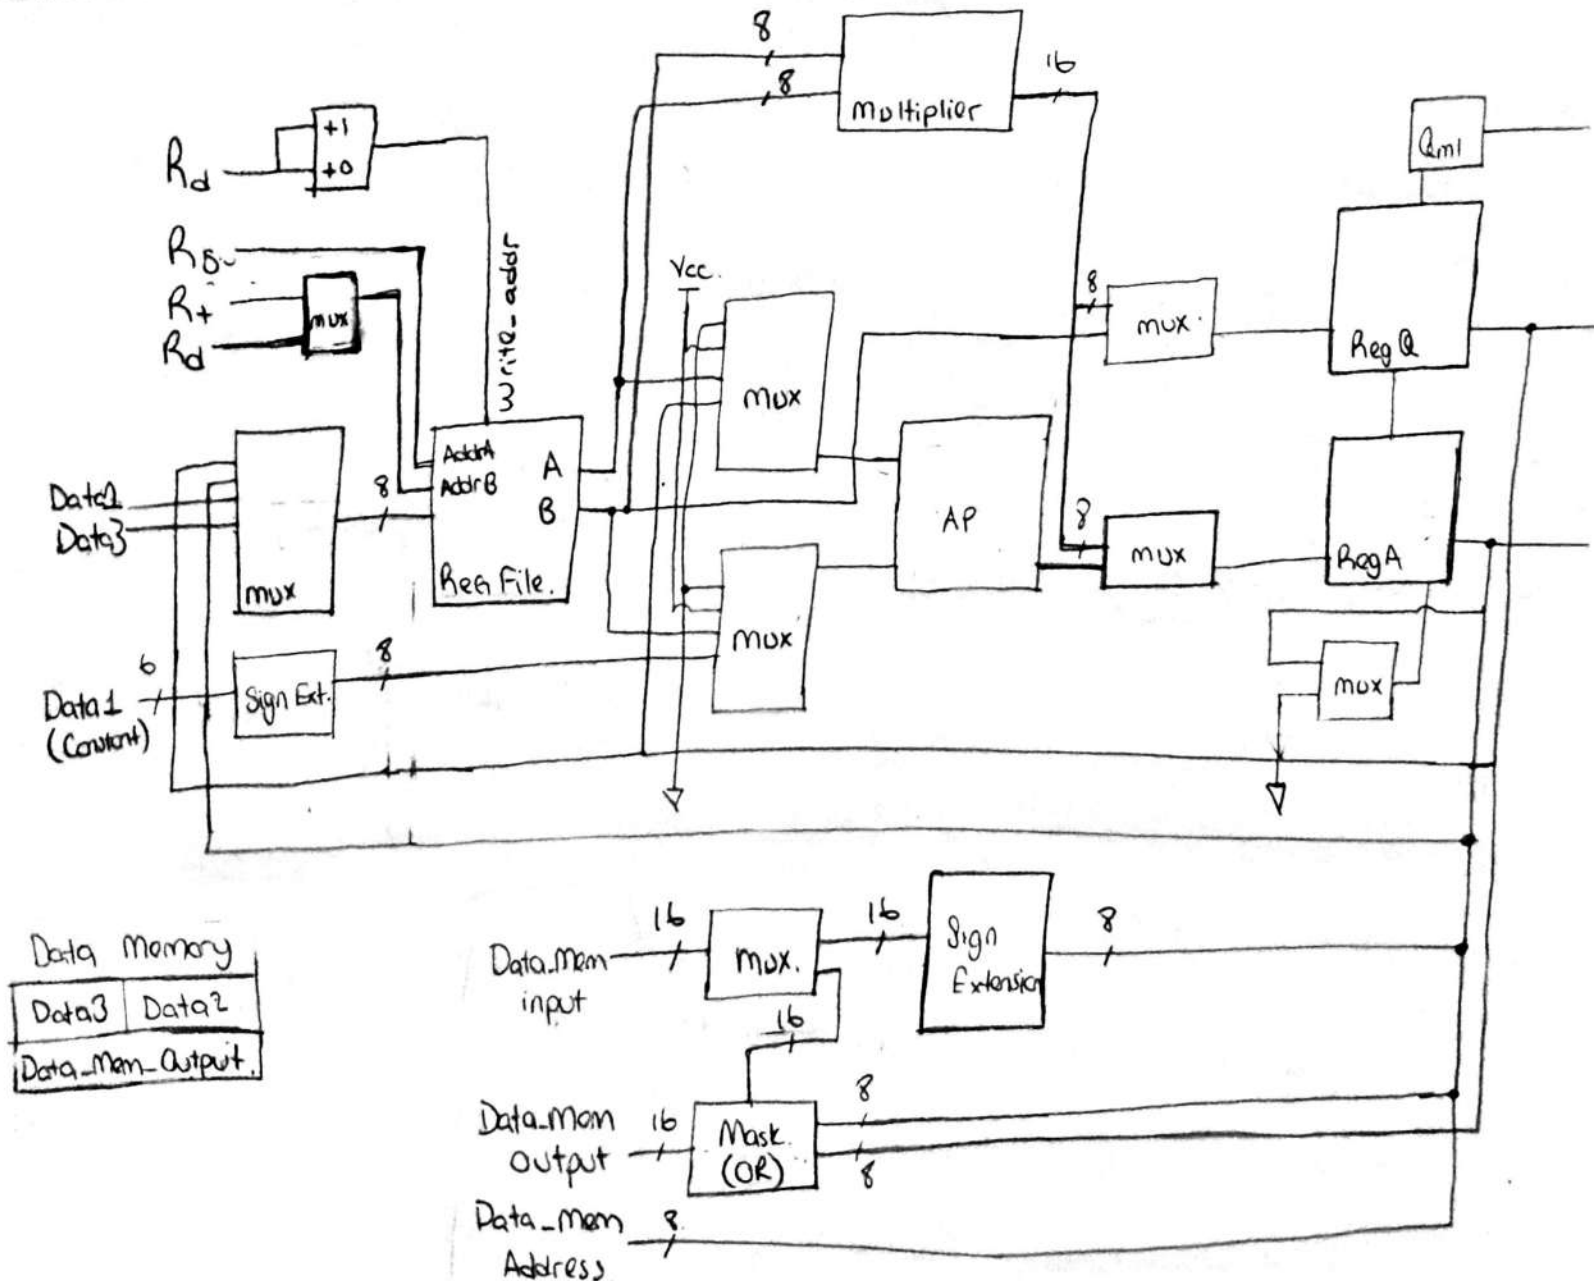 8
8
Multiplier
16
Qm1
+1
+0
Rd
Rs
Rt
Rd
mux
Write_addr
Vcc.
mux
8
mux.
RegQ
AddrA
AddrB
A
B
Reg File.
Data2
Data3
8
mux
AP
8
mux
RegA
mux
6
Data1
(Constant)
Sign Ext.
8
mux
Data Memory
Data3 Data2
Data_Mem_Output.
16
Data_Mem
input
mux.
16
Sign
Extension
8
16
Data_Mem
Output
16
Mask.
(OR)
8
8
Data_Mem
Address
8